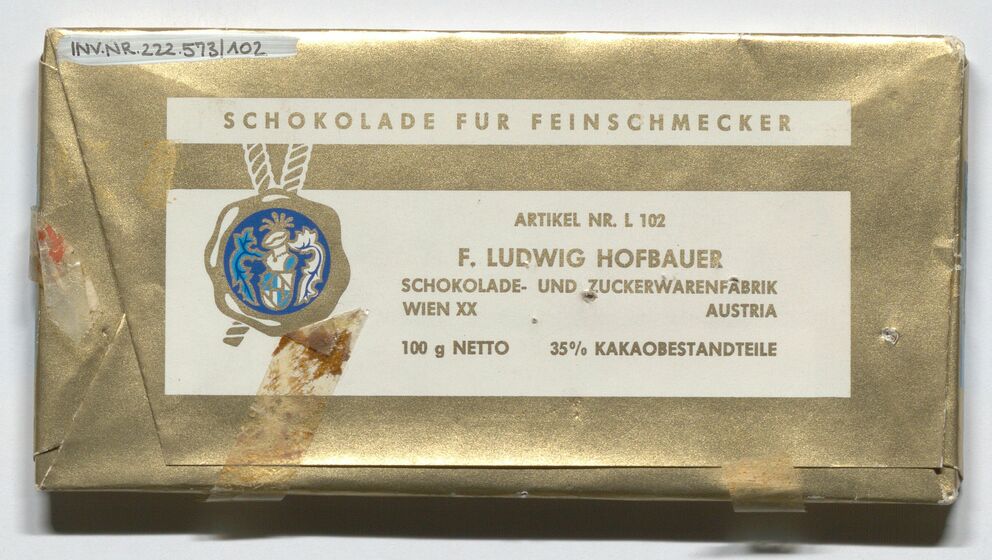 INV.NR. 222.573/102
SCHOKOLADE FUR FEINSCHMECKER
ARTIKEL NR. L 102
F. LUDWIG HOFBAUER
SCHOKOLADE- UND ZUCKERWARENFABRIK
WIEN XX AUSTRIA
100 g NETTO 35% KAKAOBESTANDTEILE